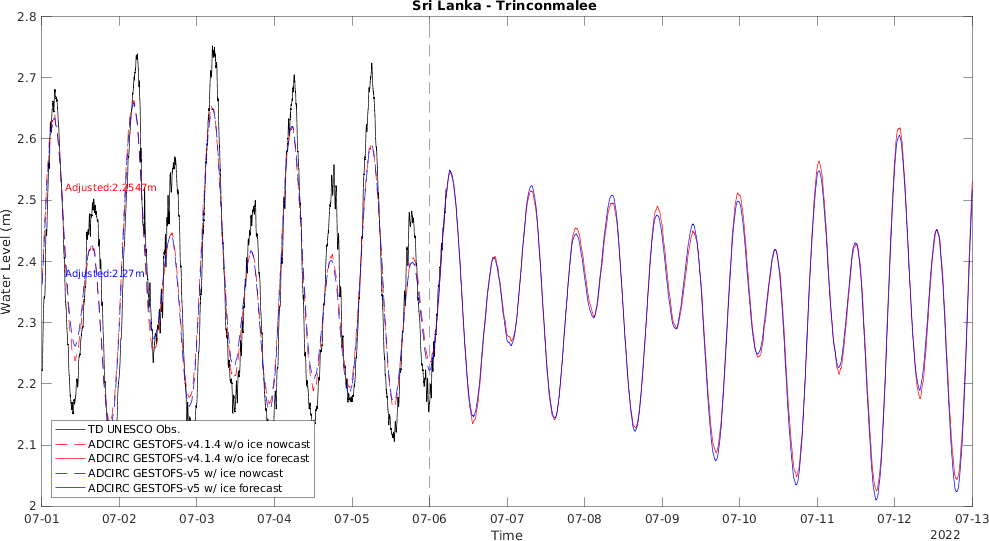 Sri Lanka - Trinconmalee
2.8
2.7
2.6
2.5
2.4
2.3
2.2
2.1
2
Water Level (m)
Adjusted:2.2547m
Adjusted:2.27m
TD UNESCO Obs.
ADCIRC GESTOFS-v4.1.4 w/o ice nowcast
ADCIRC GESTOFS-v4.1.4 w/o ice forecast
ADCIRC GESTOFS-v5 w/ ice nowcast
ADCIRC GESTOFS-v5 w/ ice forecast
07-01 07-02 07-03 07-04 07-05 07-06 07-07 07-08 07-09 07-10 07-11 07-12 07-13
Time
2022